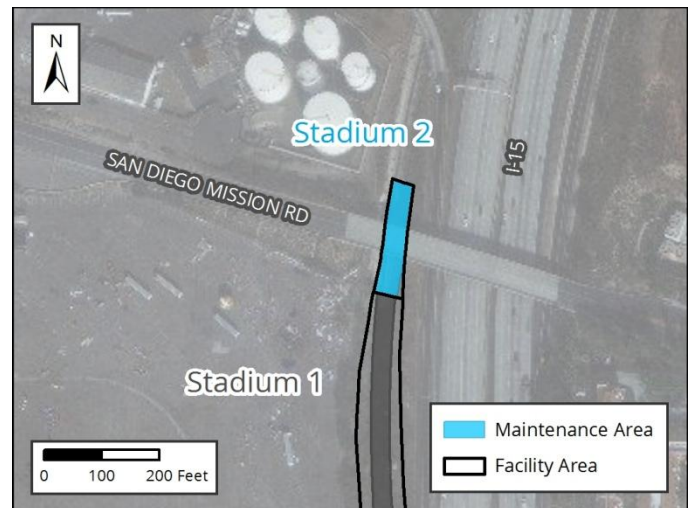 N
Stadium 2
I-15
SAN DIEGO MISSION RD
Stadium 1
Maintenance Area
Facility Area
0 100 200 Feet